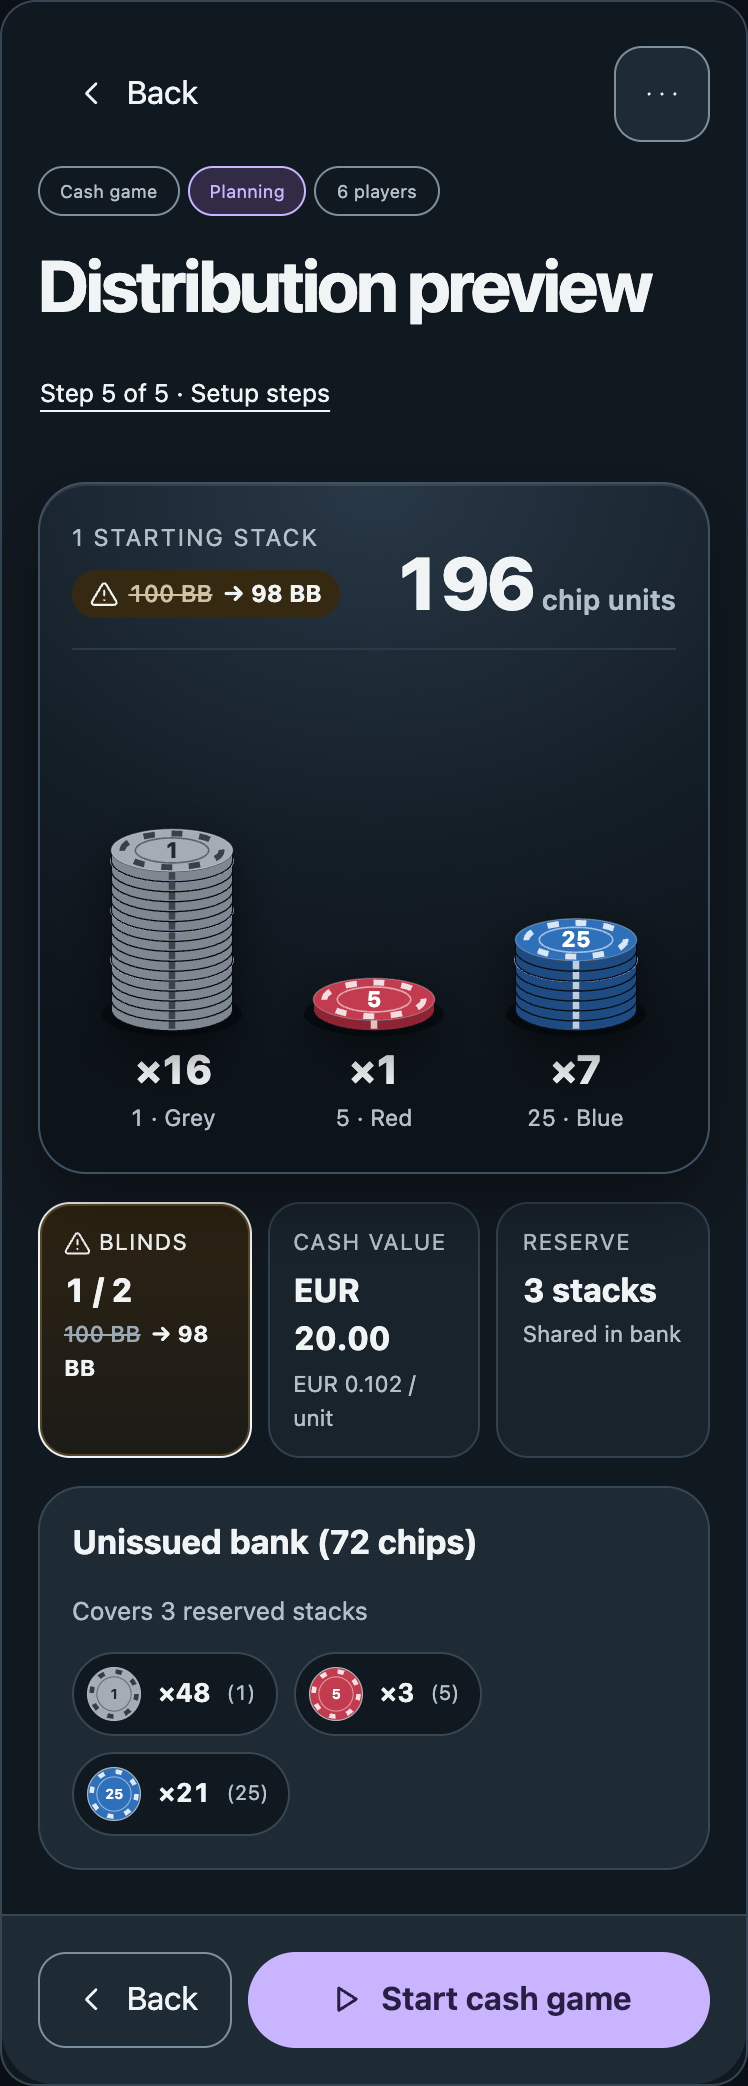 Back
...
Cash game
Planning
6 players
Distribution preview
Step 5 of 5 · Setup steps
1 STARTING STACK
100 BB → 98 BB
196 chip units
1
5
25
×16
×1
×7
1 · Grey
5 · Red
25 · Blue
BLINDS
1 / 2
100 BB → 98
BB
CASH VALUE
EUR
20.00
EUR 0.102 /
unit
RESERVE
3 stacks
Shared in bank
Unissued bank (72 chips)
Covers 3 reserved stacks
1 ×48 (1)
5 ×3 (5)
25 ×21 (25)
Back
Start cash game